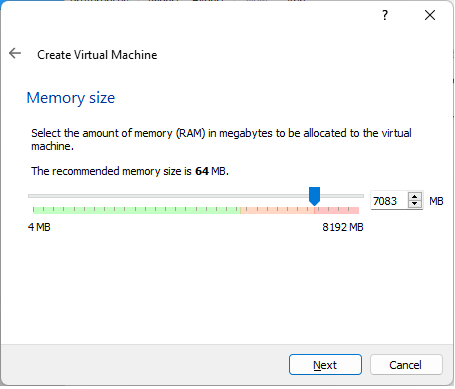 ?
Create Virtual Machine
Memory size
Select the amount of memory (RAM) in megabytes to be allocated to the virtual
machine.
The recommended memory size is 64 MB.
7083 MB
4 MB 8192 MB
Next Cancel